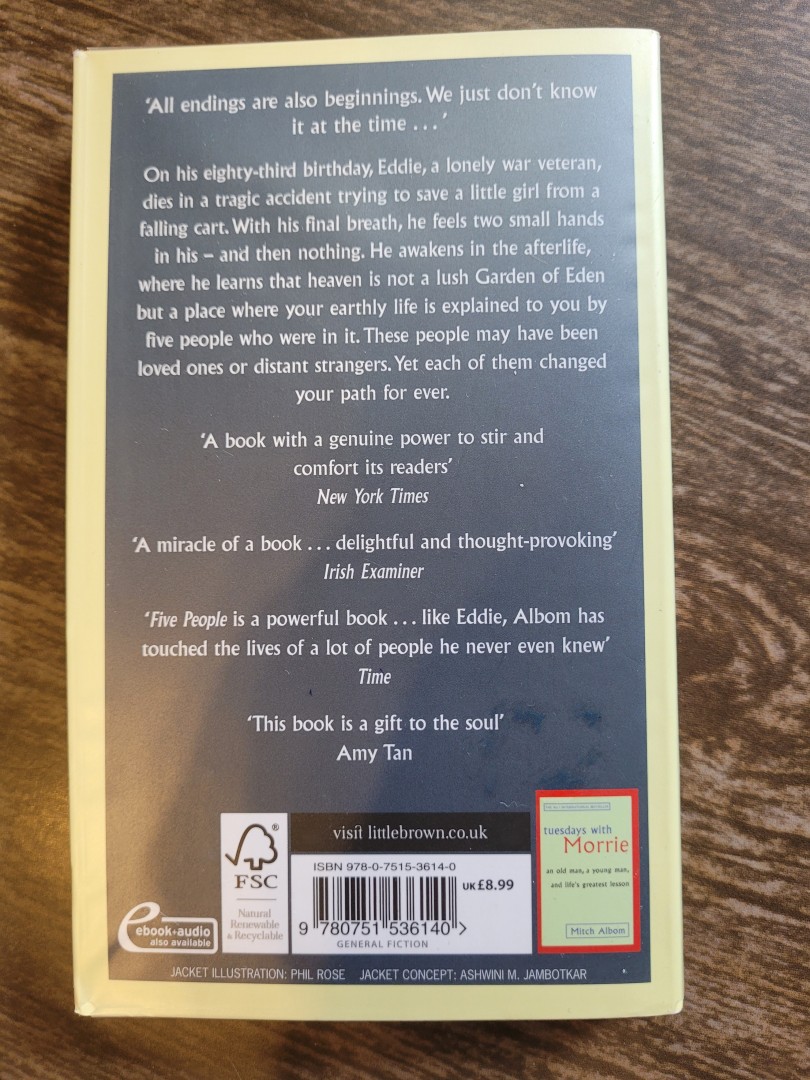 ‘All endings are also beginnings. We just don’t know
it at the time ...’
On his eighty-third birthday, Eddie, a lonely war veteran,
dies in a tragic accident trying to save a little girl from a
falling cart. With his final breath, he feels two small hands
in his – and then nothing. He awakens in the afterlife,
where he learns that heaven is not a lush Garden of Eden
but a place where your earthly life is explained to you by
five people who were in it. These people may have been
loved ones or distant strangers. Yet each of them changed
your path for ever.
‘A book with a genuine power to stir and
comfort its readers’
New York Times
‘A miracle of a book ... delightful and thought-provoking’
Irish Examiner
‘Five People is a powerful book ... like Eddie, Albom has
touched the lives of a lot of people he never even knew’
Time
‘This book is a gift to the soul’
Amy Tan
ebook+audio
also available
®
FSC
Natural
Renewable
& Recyclable
visit littlebrown.co.uk
ISBN 978-0-7515-3614-0
UK £8.99
9 780751 536140 >
GENERAL FICTION
tuesdays with
Morrie
an old man, a young man,
and life's greatest lesson
Mitch Albom
JACKET ILLUSTRATION: PHIL ROSE JACKET CONCEPT: ASHWINI M. JAMBOTKAR